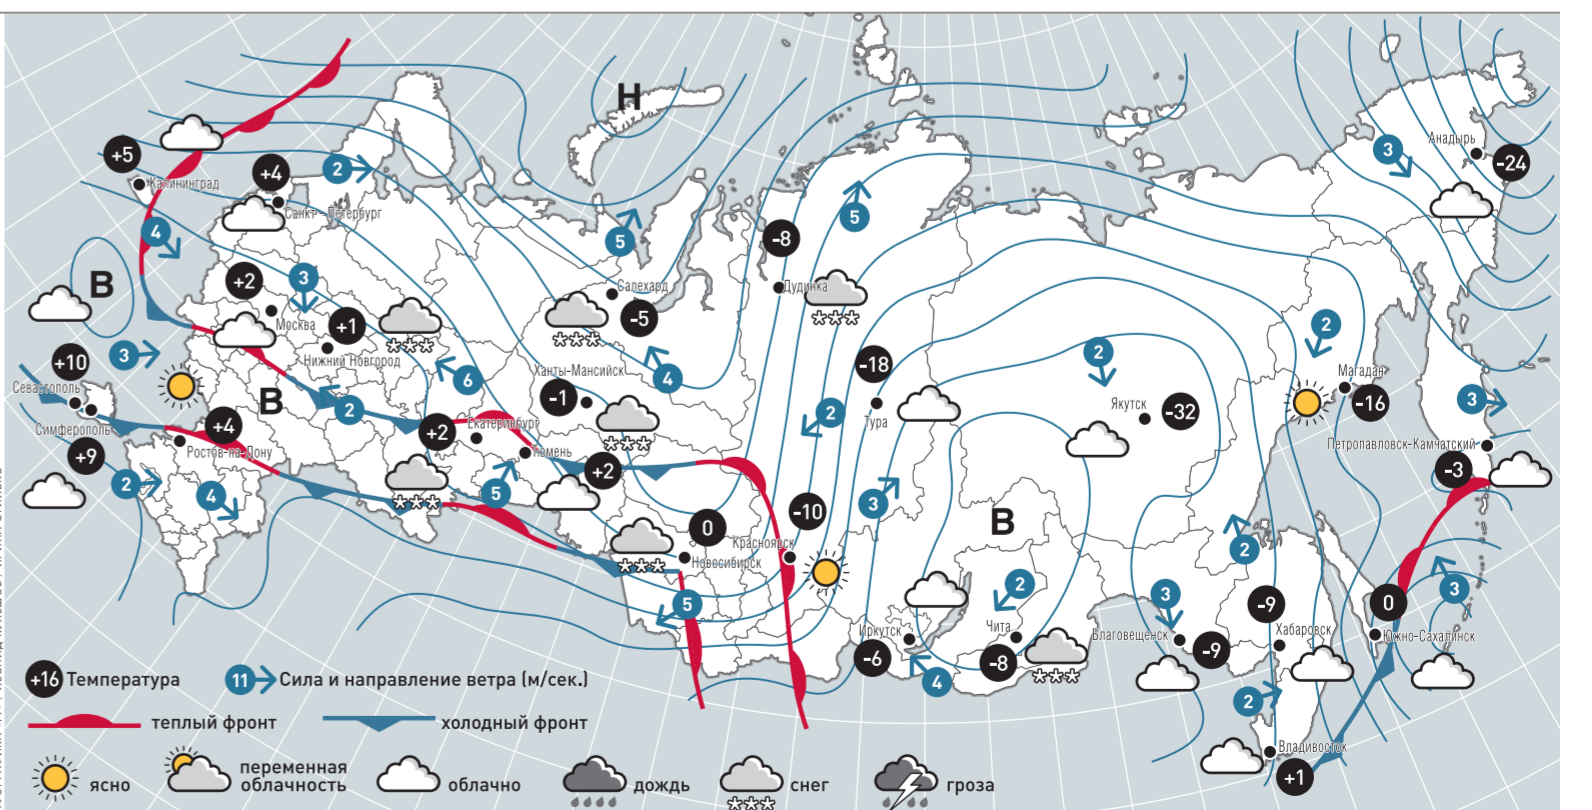 Н
Анадырь
-24
3
+5
Калининград
+4
2
Санкт-Петербург
5
5
-8
4
В
+2
3
Салехард
Дудинка
-5
Москва
+1
Нижний Новгород
2
+10
3
Севастополь
В
2
6
Ханты-Мансийск
-1
4
-18
2
Тура
2
Якутск
-32
Магадан
-16
3
Симферополь
+9
+4
Ростов-на-Дону
+2
Екатеринбург
Тюмень
+2
Петропавловск-Камчатский
-3
2
4
5
0
Новосибирск
-10
Красноярск
3
В
2
5
Иркутск
-6
4
2
Чита
-8
3
Благовещенск
-9
-9
Хабаровск
0
Южно-Сахалинск
3
2
Владивосток
+1
+16 Температура
11 Сила и направление ветра (м/сек.)
теплый фронт
холодный фронт
ясно
переменная
облачность
облачно
дождь
снег
гроза